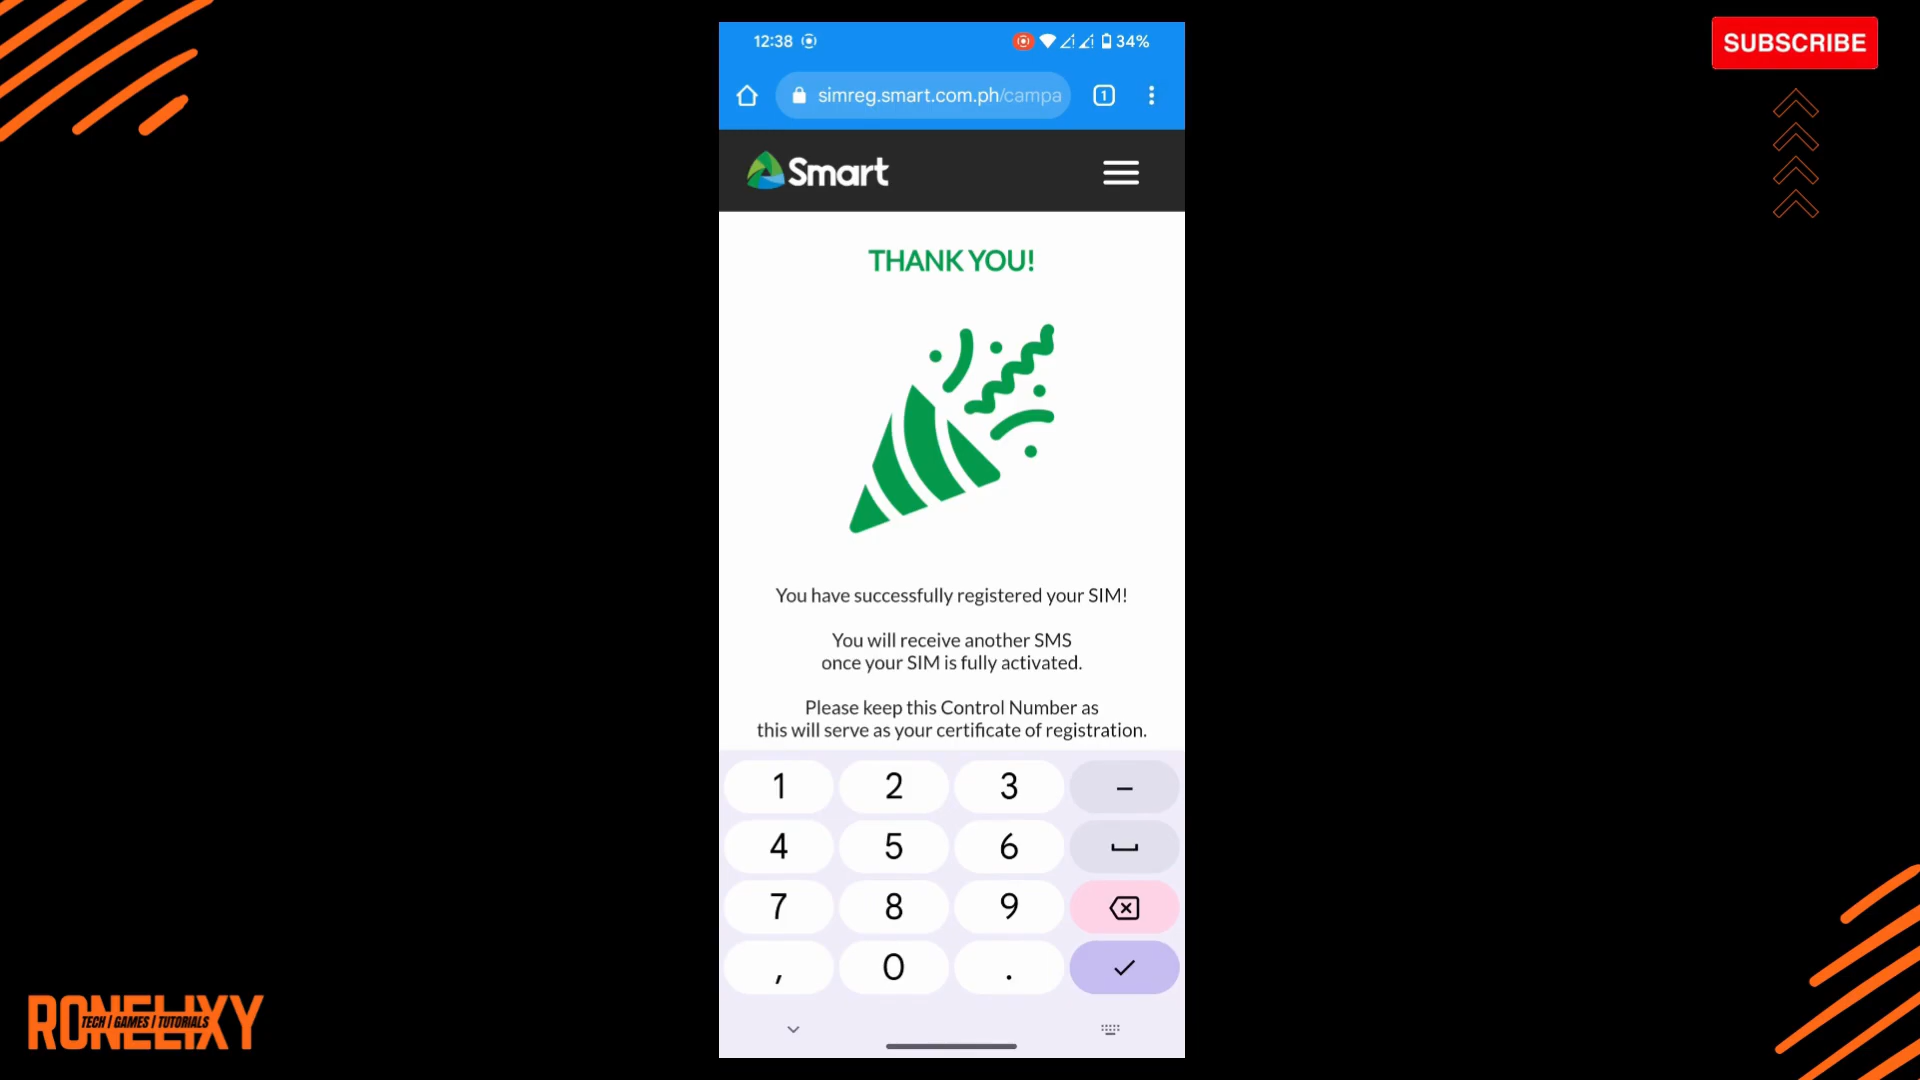 12:38
34%
SUBSCRIBE
simreg.smart.com.ph/campa
1
Smart
THANK YOU!
You have successfully registered your SIM!
You will receive another SMS
once your SIM is fully activated.
Please keep this Control Number as
this will serve as your certificate of registration.
1 2 3 –
4 5 6
7 8 9
, 0 .
RONELIXY
TECH | GAMES | TUTORIALS